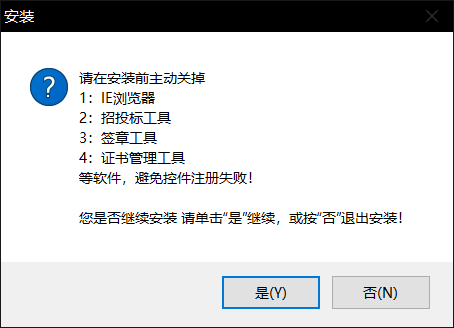 安装
请在安装前主动关掉
1：IE浏览器
2：招投标工具
3：签章工具
4：证书管理工具
等软件，避免控件注册失败！
您是否继续安装 请单击“是”继续，或按“否”退出安装！
是(Y)
否(N)